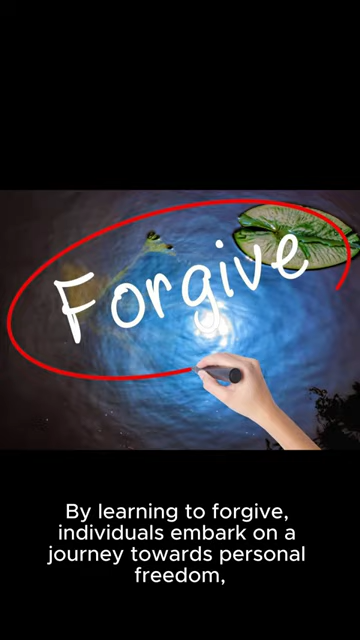 Forgive
By learning to forgive,
individuals embark on a
journey towards personal
freedom,